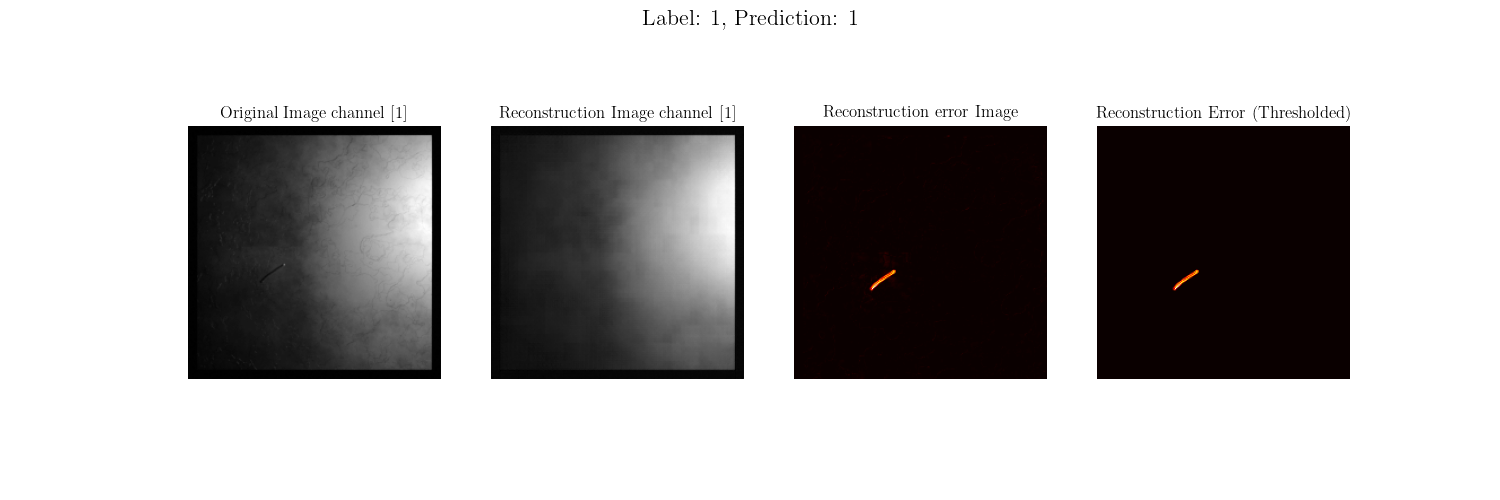 Label: 1, Prediction: 1
Original Image channel [1]
Reconstruction Image channel [1]
Reconstruction error Image
Reconstruction Error (Thresholded)